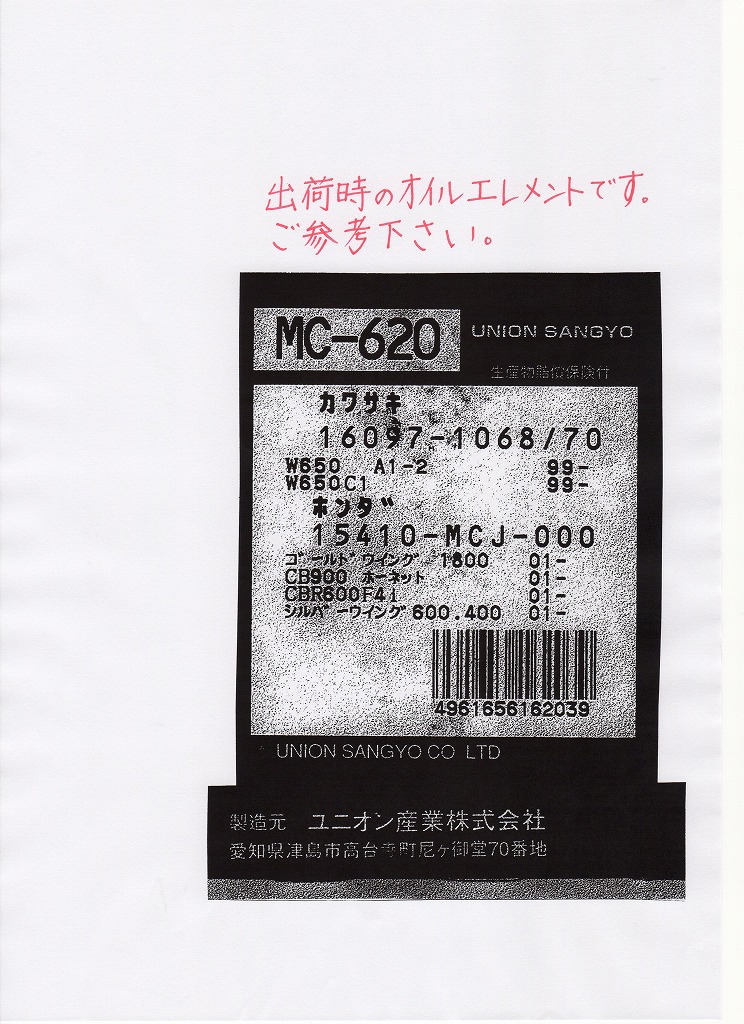 出荷時のオイルエレメントです。
ご参考下さい。
MC-620 UNION SANGYO
生産物賠償保険付
カワサキ
16097-1068/70
W650 A1-2 99-
W650C1 99-
ホンダ
15410-MCJ-000
ゴールドウイング 1800 01-
CB900 ホーネット 01-
CBR600F4i 01-
シルバーウイング 600.400 01-
4961656162039
UNION SANGYO CO LTD
製造元 ユニオン産業株式会社
愛知県津島市高台寺町尼ヶ御堂70番地